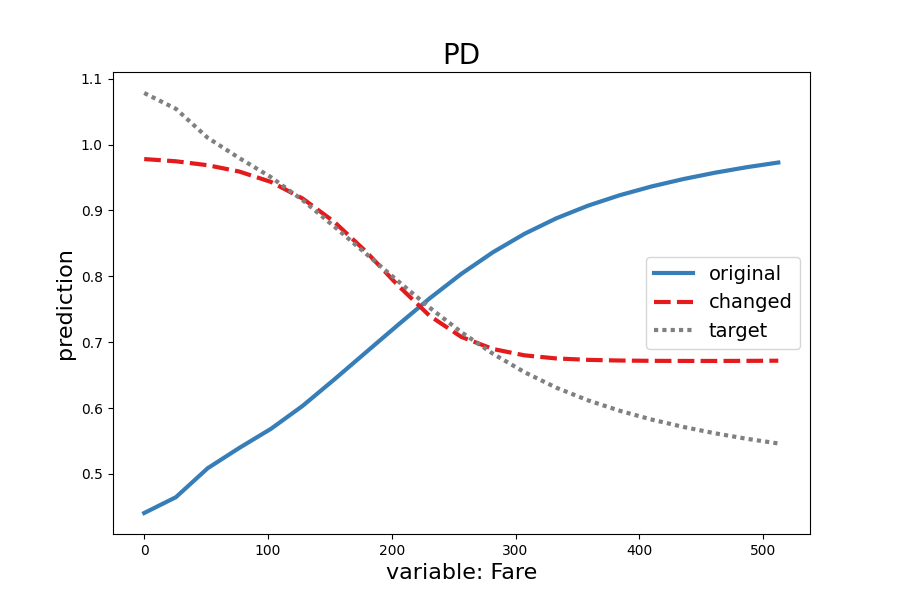 PD
prediction
1.1
1.0
0.9
0.8
0.7
0.6
0.5
original
changed
target
0 100 200 300 400 500
variable: Fare